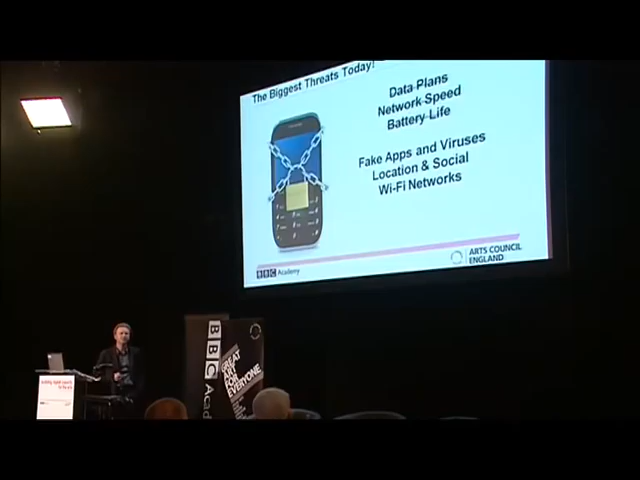 The Biggest Threats Today!
Data Plans
Network Speed
Battery Life
Fake Apps and Viruses
Location & Social
Wi-Fi Networks
BBC Academy
ARTS COUNCIL
ENGLAND
BBC Acad
GREAT
ART
FOR
EVERYONE